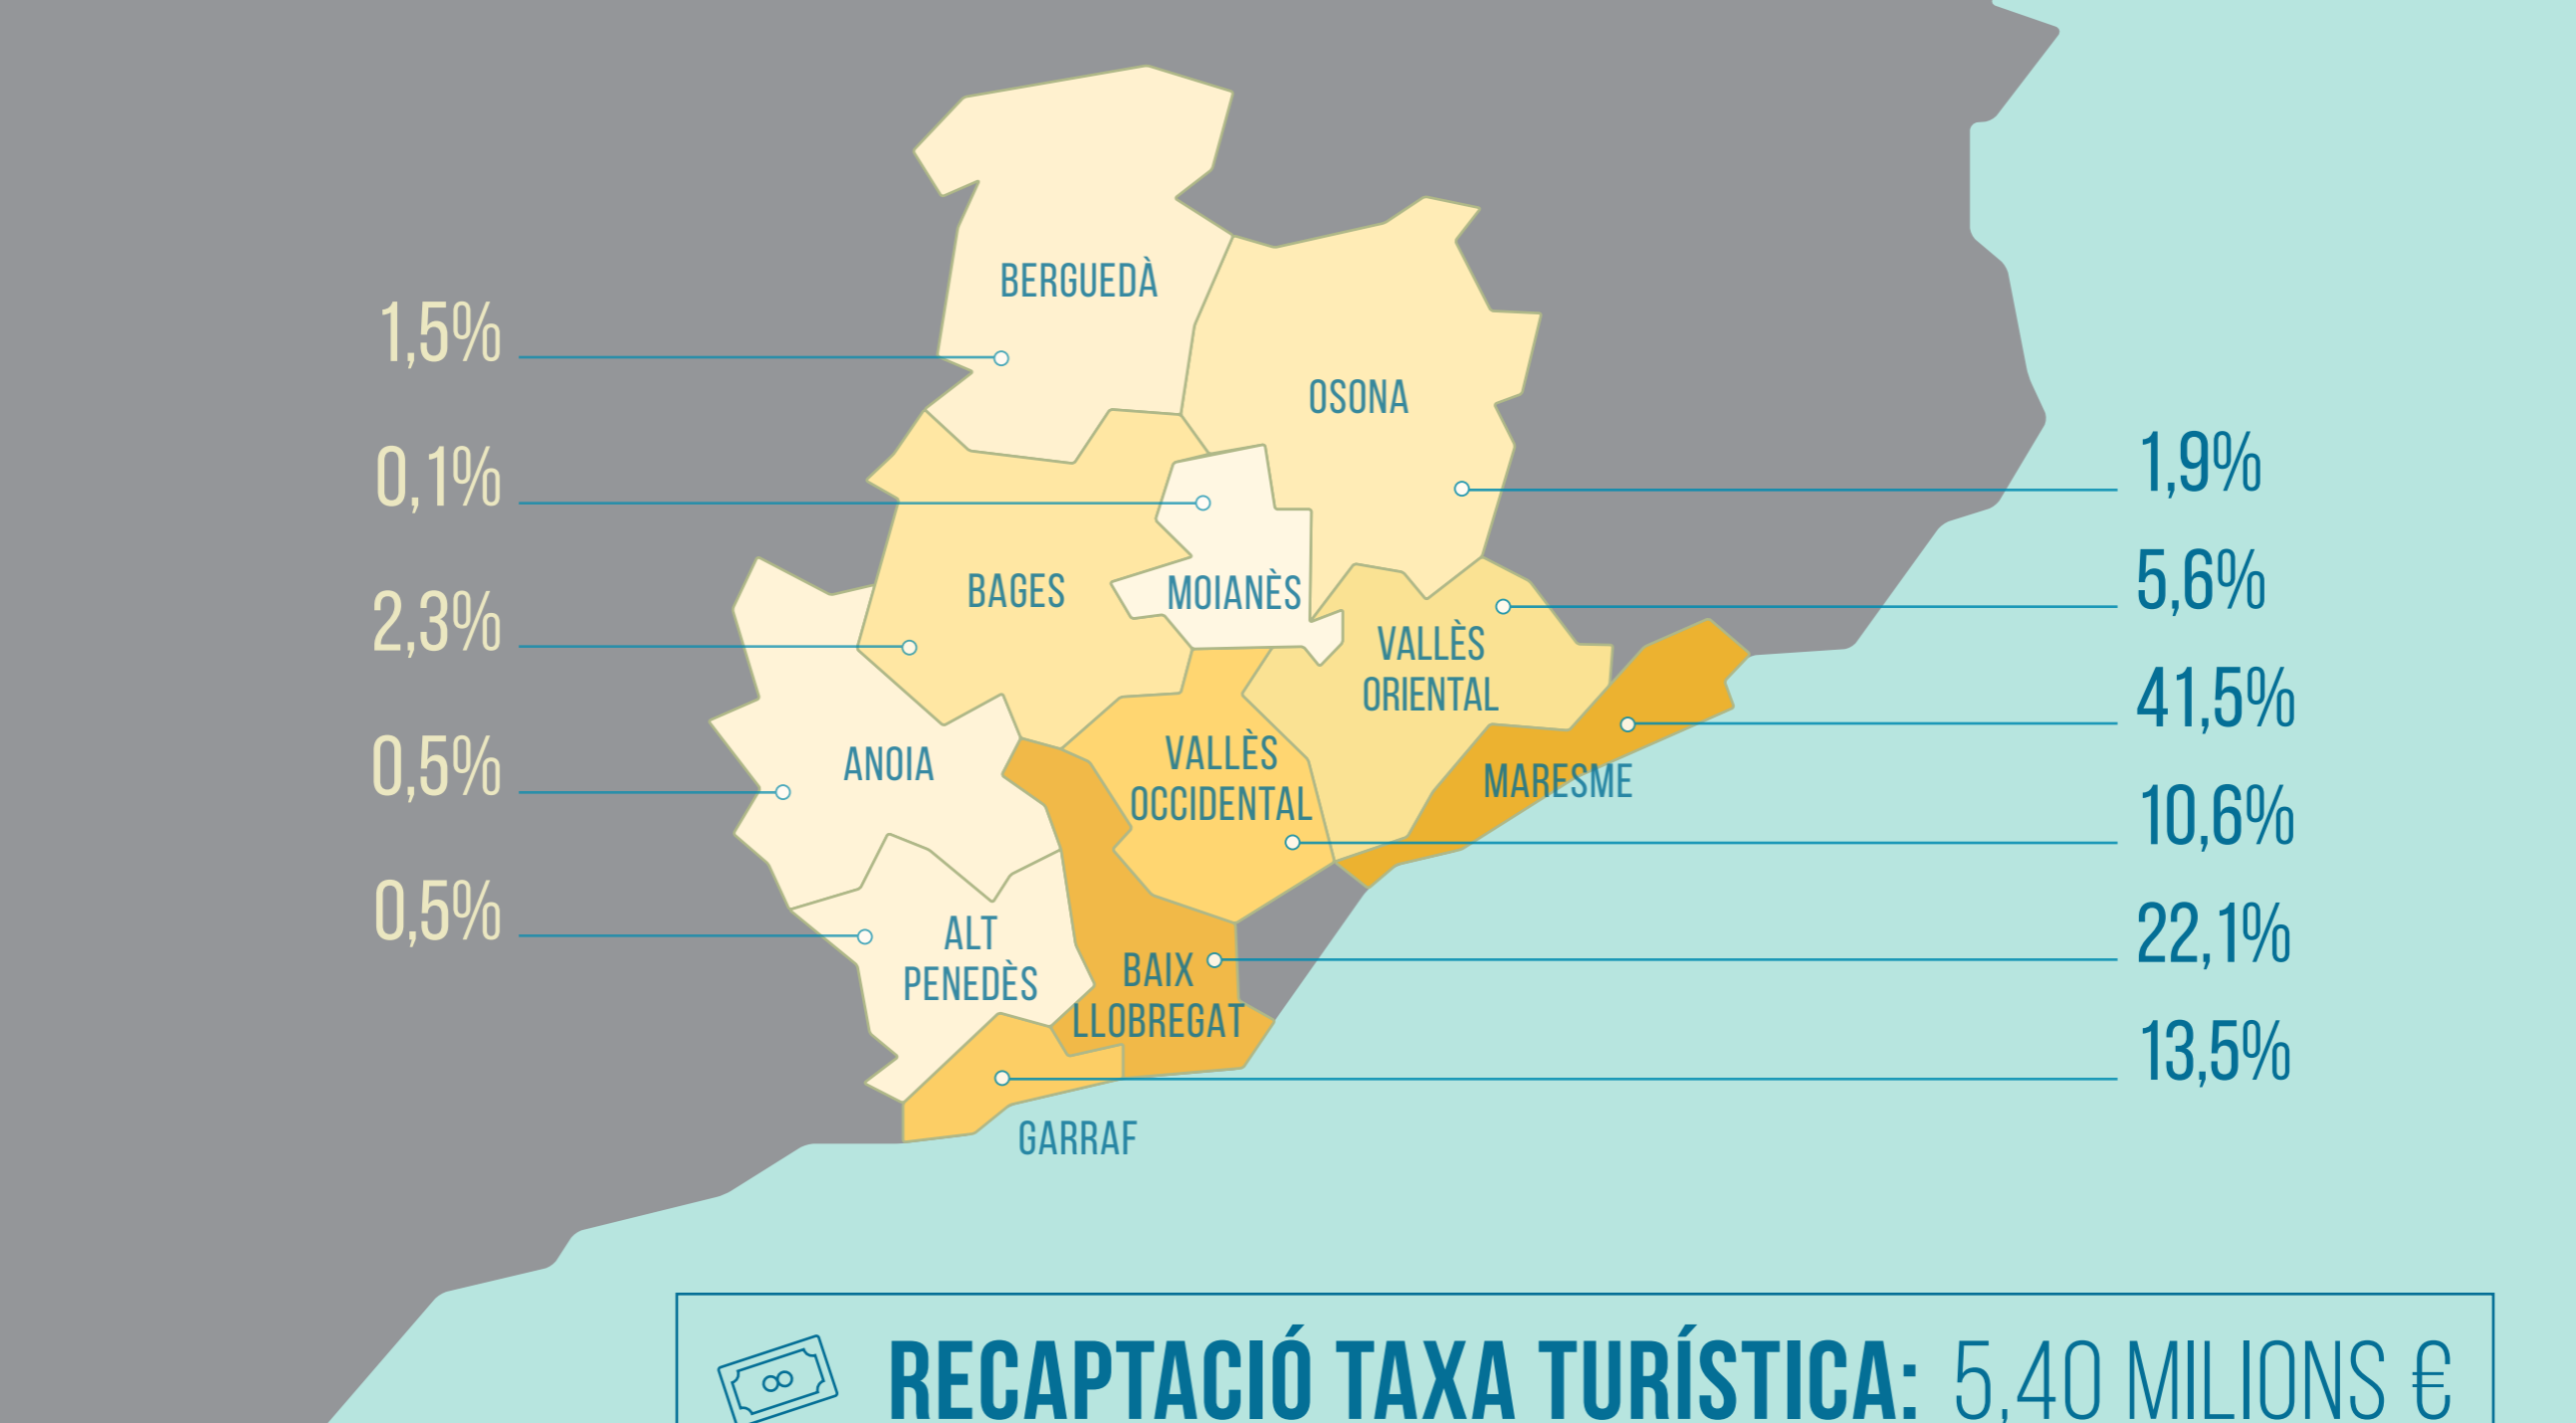 BERGUEDÀ
1,5%
OSONA
0,1%
1,9%
BAGES
MOIANÈS
5,6%
2,3%
VALLÈS
ORIENTAL
41,5%
ANOIA
0,5%
VALLÈS
OCCIDENTAL
MARESME
10,6%
0,5%
ALT
PENEDÈS
BAIX
LLOBREGAT
22,1%
13,5%
GARRAF
RECAPTACIÓ TAXA TURÍSTICA: 5,40 MILIONS €